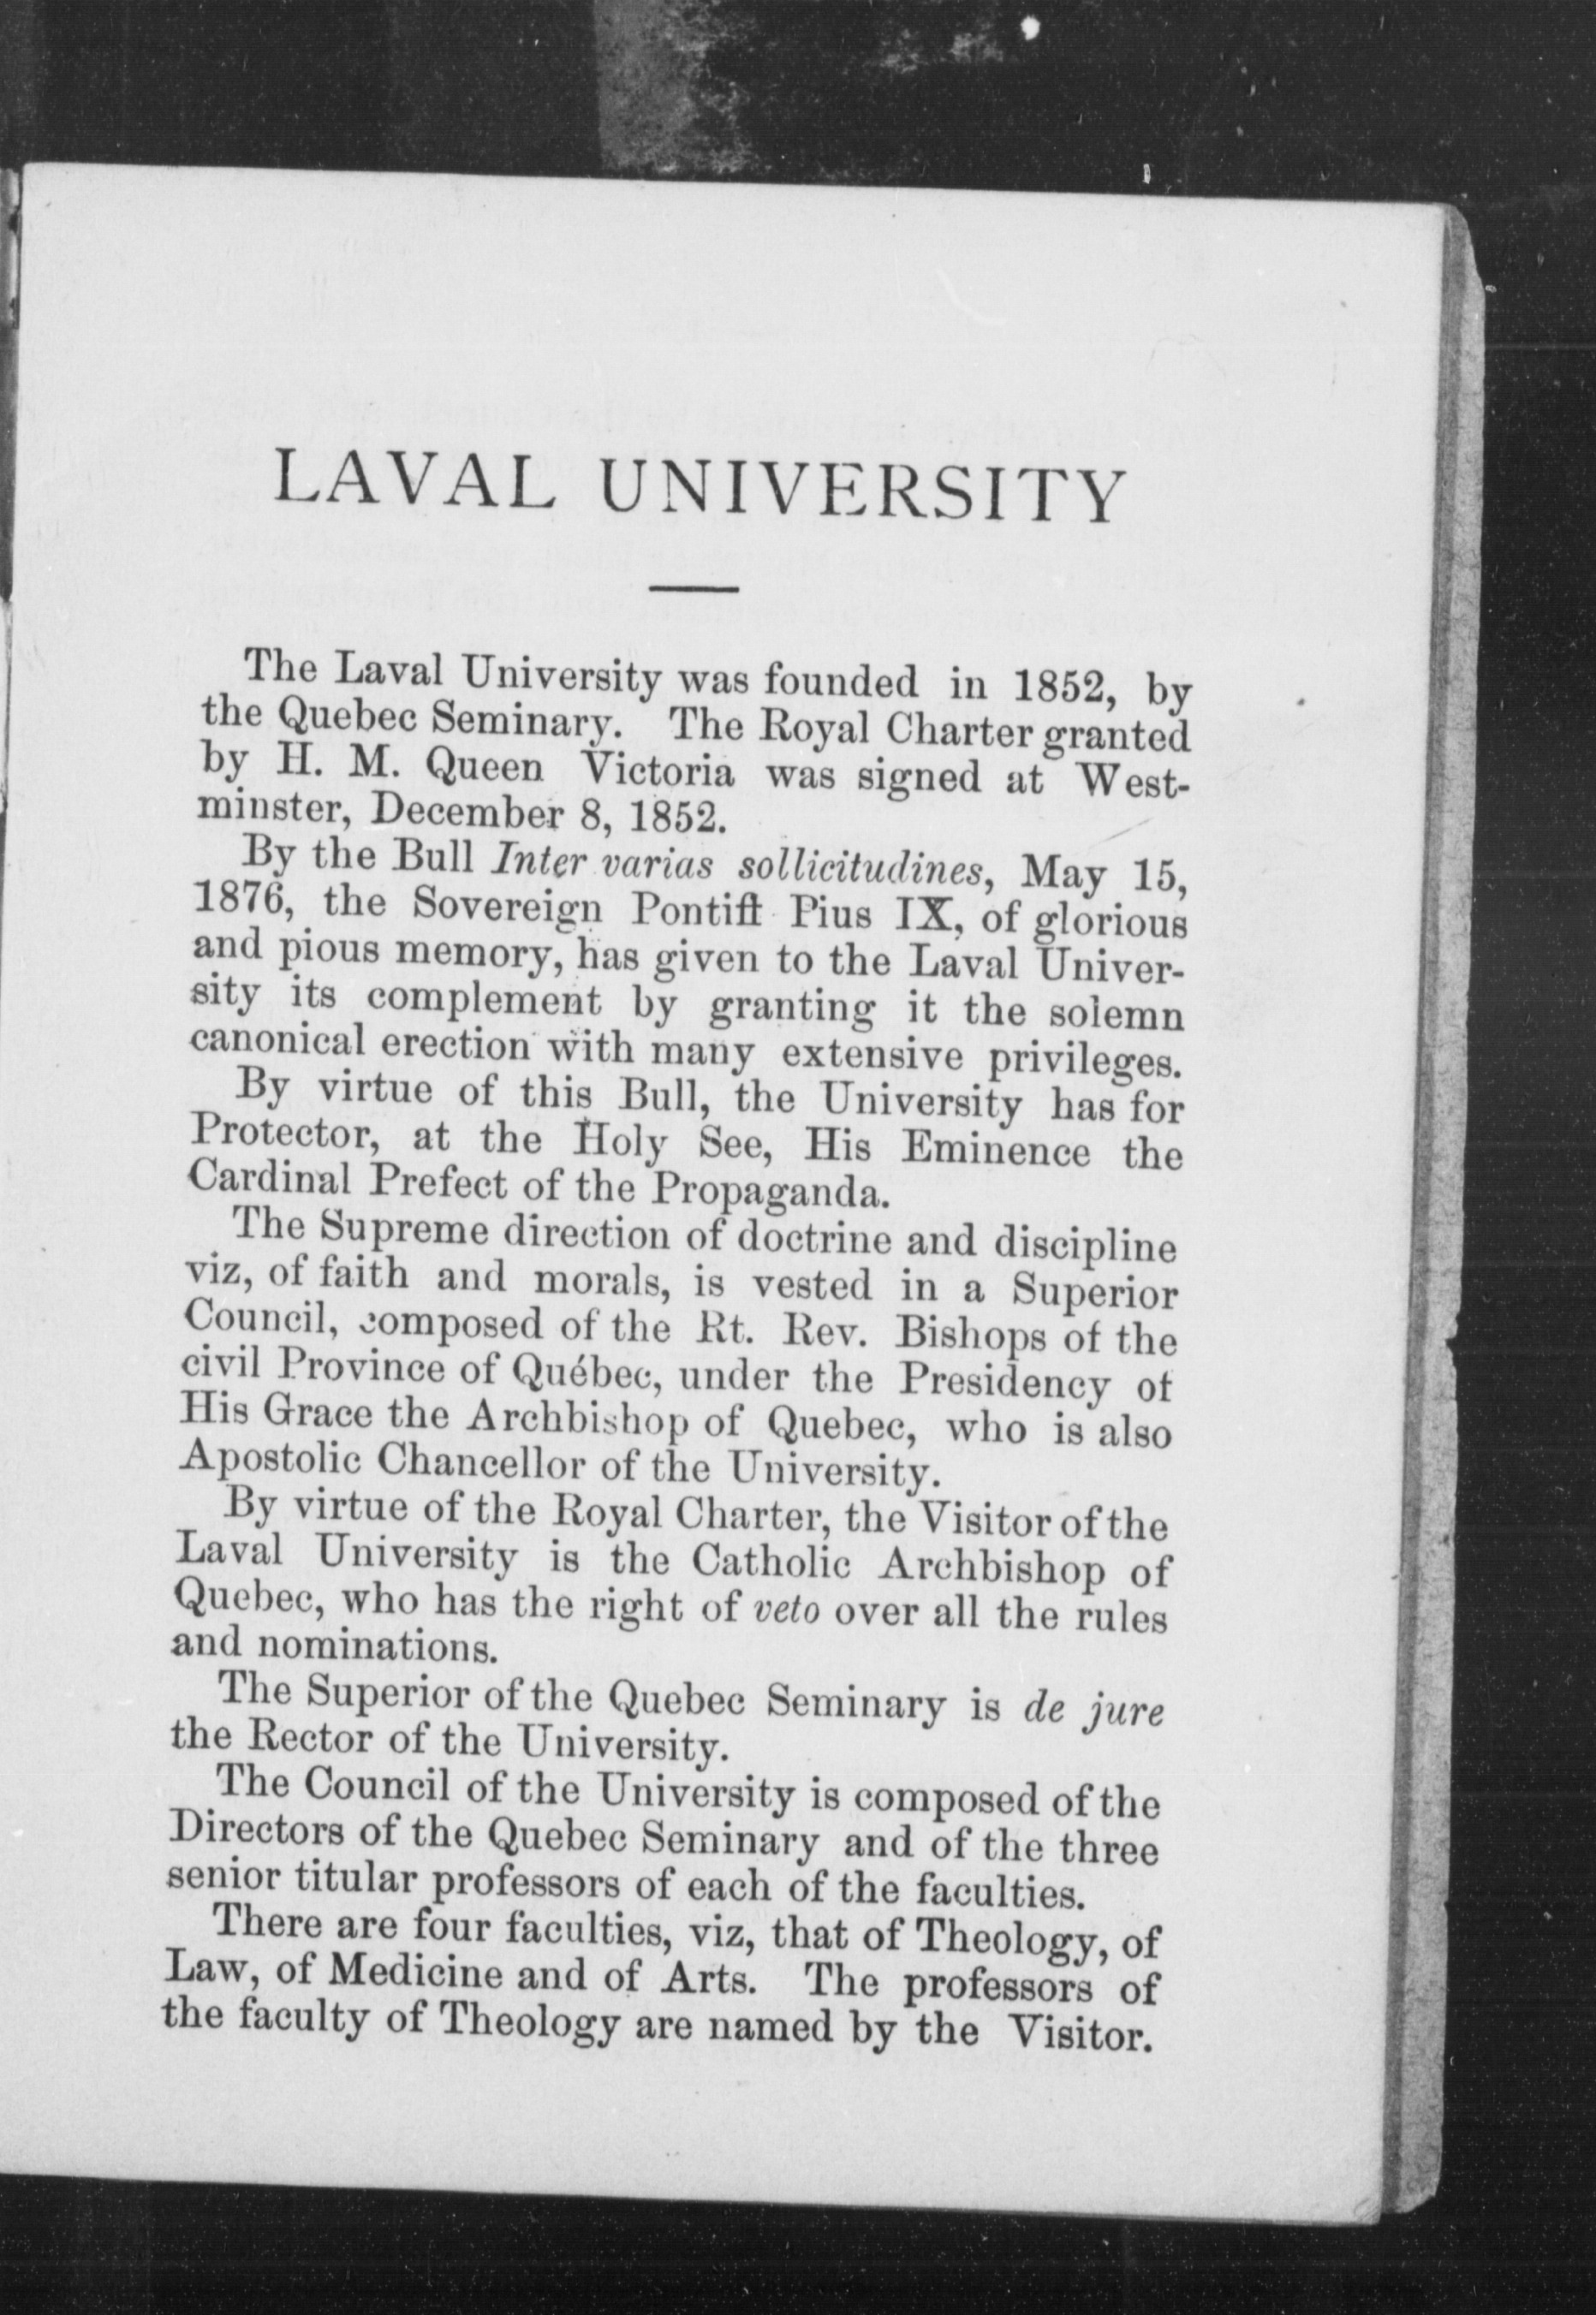 LAVAL UNIVERSITY
The Laval University was founded in 1852, by
the Quebec Seminary. The Royal Charter granted
by H. M. Queen Victoria was signed at West-
minster, December 8, 1852.
By the Bull Inter varias sollicitudines, May 15,
1876, the Sovereign Pontiff Pius IX, of glorious
and pious memory, has given to the Laval Univer-
sity its complement by granting it the solemn
canonical erection with many extensive privileges.
By virtue of this Bull, the University has for
Protector, at the Holy See, His Eminence the
Cardinal Prefect of the Propaganda.
The Supreme direction of doctrine and discipline
viz, of faith and morals, is vested in a Superior
Council, composed of the Rt. Rev. Bishops of the
civil Province of Québec, under the Presidency of
His Grace the Archbishop of Quebec, who is also
Apostolic Chancellor of the University.
By virtue of the Royal Charter, the Visitor of the
Laval University is the Catholic Archbishop of
Quebec, who has the right of veto over all the rules
and nominations.
The Superior of the Quebec Seminary is de jure
the Rector of the University.
The Council of the University is composed of the
Directors of the Quebec Seminary and of the three
senior titular professors of each of the faculties.
There are four faculties, viz, that of Theology, of
Law, of Medicine and of Arts. The professors of
the faculty of Theology are named by the Visitor.